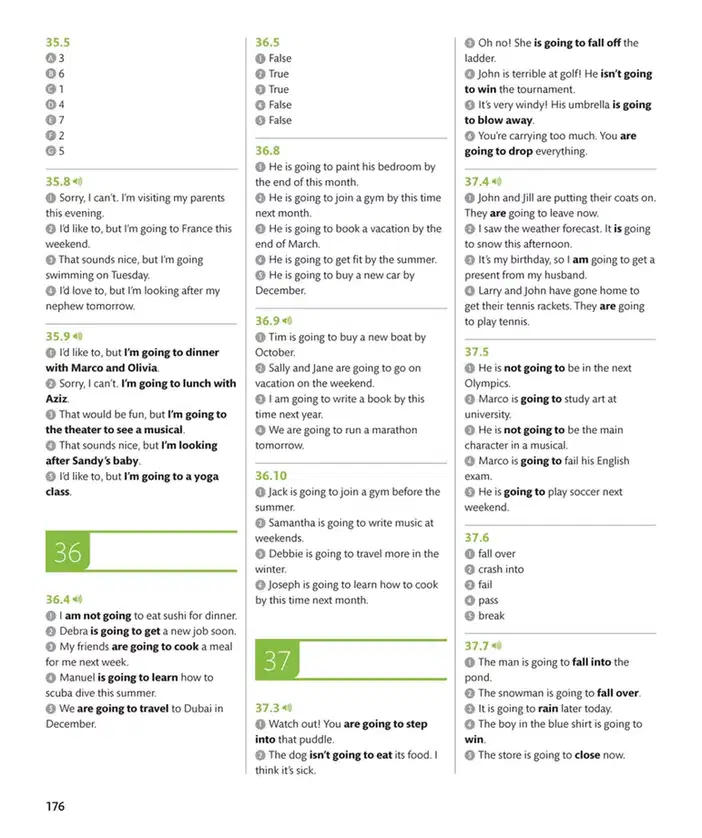 35.5
A 3
B 6
C 1
D 4
E 7
F 2
G 5
35.8
1 Sorry, I can't. I'm visiting my parents
this evening.
2 I'd like to, but I'm going to France this
weekend.
3 That sounds nice, but I'm going
swimming on Tuesday.
4 I'd love to, but I'm looking after my
nephew tomorrow.
35.9
1 I'd like to, but I'm going to dinner
with Marco and Olivia.
2 Sorry, I can't. I'm going to lunch with
Aziz.
3 That would be fun, but I'm going to
the theater to see a musical.
4 That sounds nice, but I'm looking
after Sandy's baby.
5 I'd like to, but I'm going to a yoga
class.
36
36.4
1 I am not going to eat sushi for dinner.
2 Debra is going to get a new job soon.
3 My friends are going to cook a meal
for me next week.
4 Manuel is going to learn how to
scuba dive this summer.
5 We are going to travel to Dubai in
December.
36.5
1 False
2 True
3 True
4 False
5 False
36.8
1 He is going to paint his bedroom by
the end of this month.
2 He is going to join a gym by this time
next month.
3 He is going to book a vacation by the
end of March.
4 He is going to get fit by the summer.
5 He is going to buy a new car by
December.
36.9
1 Tim is going to buy a new boat by
October.
2 Sally and Jane are going to go on
vacation on the weekend.
3 I am going to write a book by this
time next year.
4 We are going to run a marathon
tomorrow.
36.10
1 Jack is going to join a gym before the
summer.
2 Samantha is going to write music at
weekends.
3 Debbie is going to travel more in the
winter.
4 Joseph is going to learn how to cook
by this time next month.
37
37.3
1 Watch out! You are going to step
into that puddle.
2 The dog isn't going to eat its food. I
think it's sick.
3 Oh no! She is going to fall off the
ladder.
4 John is terrible at golf! He isn't going
to win the tournament.
5 It's very windy! His umbrella is going
to blow away.
6 You're carrying too much. You are
going to drop everything.
37.4
1 John and Jill are putting their coats on.
They are going to leave now.
2 I saw the weather forecast. It is going
to snow this afternoon.
3 It's my birthday, so I am going to get a
present from my husband.
4 Larry and John have gone home to
get their tennis rackets. They are going
to play tennis.
37.5
1 He is not going to be in the next
Olympics.
2 Marco is going to study art at
university.
3 He is not going to be the main
character in a musical.
4 Marco is going to fail his English
exam.
5 He is going to play soccer next
weekend.
37.6
1 fall over
2 crash into
3 fail
4 pass
5 break
37.7
1 The man is going to fall into the
pond.
2 The snowman is going to fall over.
3 It is going to rain later today.
4 The boy in the blue shirt is going to
win.
5 The store is going to close now.
176